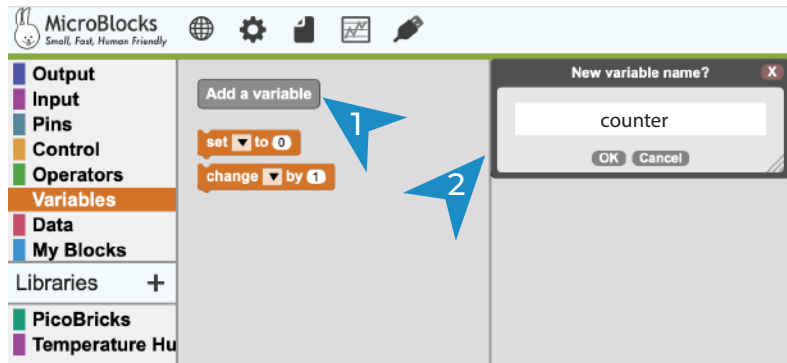 MicroBlocks
Small, Fast, Human Friendly
Output
Input
Pins
Control
Operators
Variables
Data
My Blocks
Libraries +
PicoBricks
Temperature Hu
Add a variable
set to 0
change by 1
1
2
New variable name? X
counter
OK Cancel